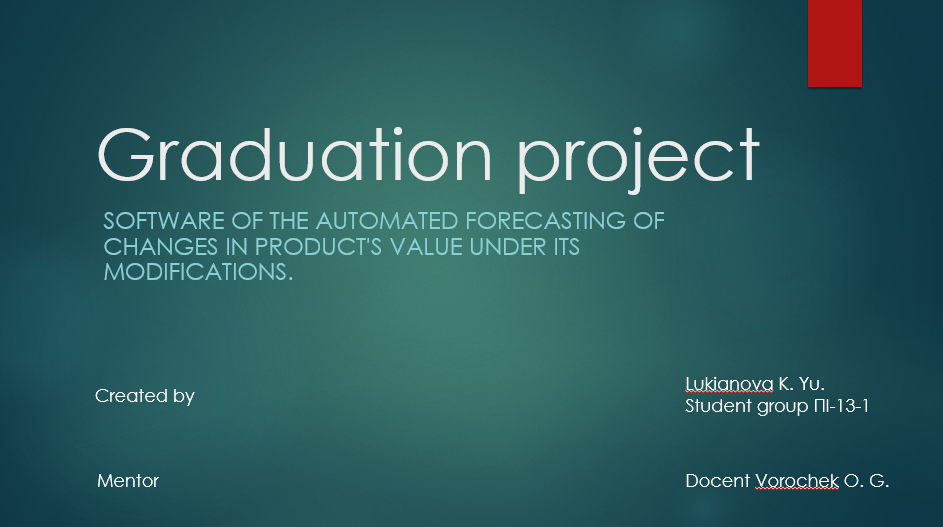 Graduation project
SOFTWARE OF THE AUTOMATED FORECASTING OF
CHANGES IN PRODUCT'S VALUE UNDER ITS
MODIFICATIONS.
Created by
Lukianova K. Yu.
Student group ПІ-13-1
Mentor
Docent Vorochek O. G.